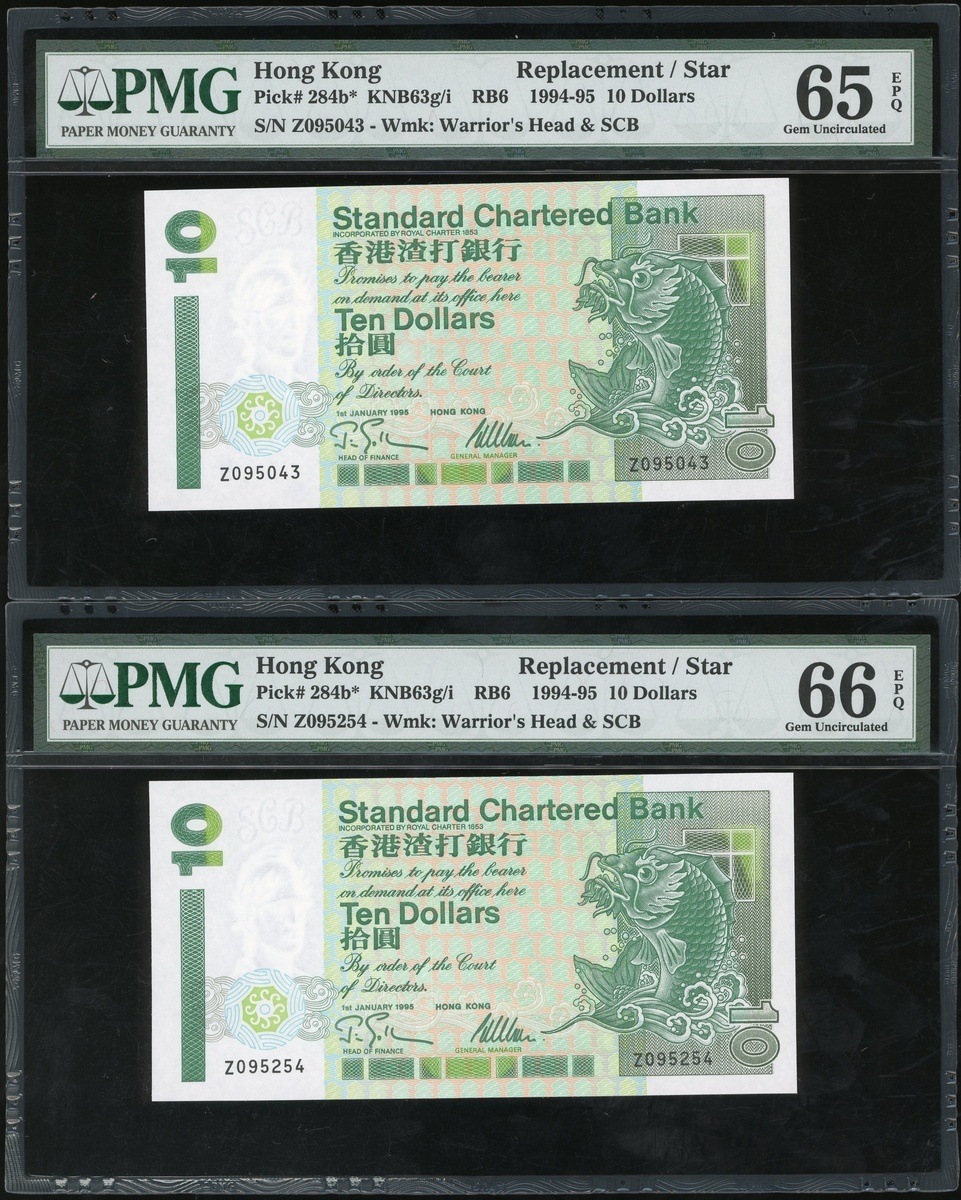 PMG
PAPER MONEY GUARANTY
Hong Kong Replacement / Star
Pick# 284b* KNB63g/i RB6 1994-95 10 Dollars
S/N Z095043 - Wmk: Warrior's Head & SCB
65 EPQ
Gem Uncirculated
10
SCB
Standard Chartered Bank
INCORPORATED BY ROYAL CHARTER 1853
香港渣打銀行
Promises to pay the bearer
on demand at its office here
Ten Dollars
拾圓
By order of the Court
of Directors.
1ST JANUARY 1995 HONG KONG
HEAD OF FINANCE GENERAL MANAGER
Z095043 Z095043
10
PMG
PAPER MONEY GUARANTY
Hong Kong Replacement / Star
Pick# 284b* KNB63g/i RB6 1994-95 10 Dollars
S/N Z095254 - Wmk: Warrior's Head & SCB
66 EPQ
Gem Uncirculated
10
SCB
Standard Chartered Bank
INCORPORATED BY ROYAL CHARTER 1853
香港渣打銀行
Promises to pay the bearer
on demand at its office here
Ten Dollars
拾圓
By order of the Court
of Directors.
1ST JANUARY 1995 HONG KONG
HEAD OF FINANCE GENERAL MANAGER
Z095254 Z095254
10